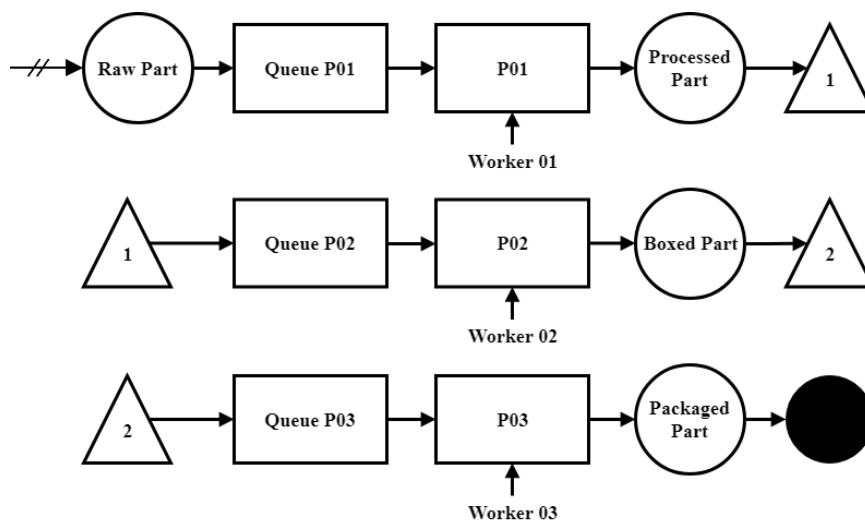 Raw Part
Queue P01
P01
Processed
Part
1
Worker 01
1
Queue P02
P02
Boxed Part
2
Worker 02
2
Queue P03
P03
Packaged
Part
Worker 03